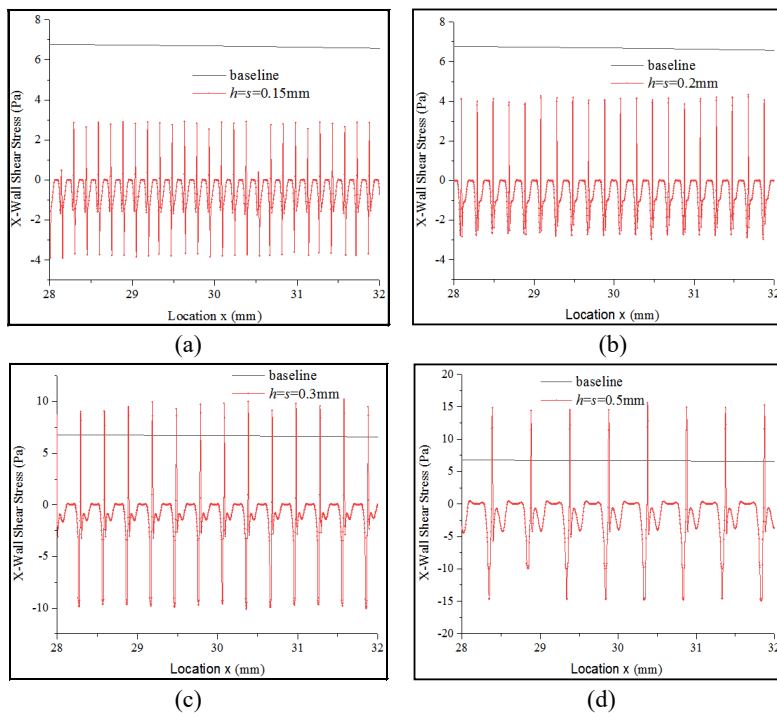 8
6
4
2
0
-2
-4
X-Wall Shear Stress (Pa)
baseline
h=s=0.15mm
28
29
30
31
32
Location x (mm)
(a)
8
6
4
2
0
-2
-4
X-Wall Shear Stress (Pa)
baseline
h=s=0.2mm
28
29
30
31
32
Location x (mm)
(b)
10
5
0
-5
-10
X-Wall Shear Stress (Pa)
baseline
h=s=0.3mm
28
29
30
31
32
Location x (mm)
(c)
20
15
10
5
0
-5
-10
-15
-20
X-Wall Shear Stress (Pa)
baseline
h=s=0.5mm
28
29
30
31
32
Location x (mm)
(d)